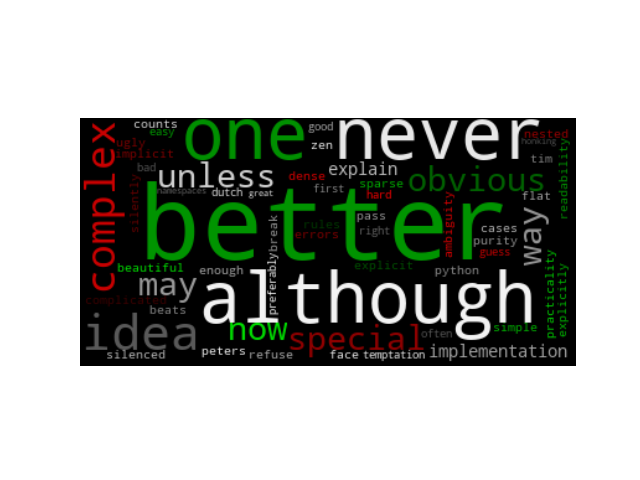 complex
counts
easy
one
good
zen
never
nested
honking
ugly
implicit
bad
unless
dense
explain
tim
namespaces
dutch
great
first
sparse
hard
obvious
flat
readability
silently
better
break
rules
errors
pass
right
ambiguity
cases
purity
guess
way
beautiful
enough
explicit
python
may
preferably
although
complicated
beats
idea
now
special
often
simple
practicality
explicitly
silenced
peters
refuse
face
temptation
implementation